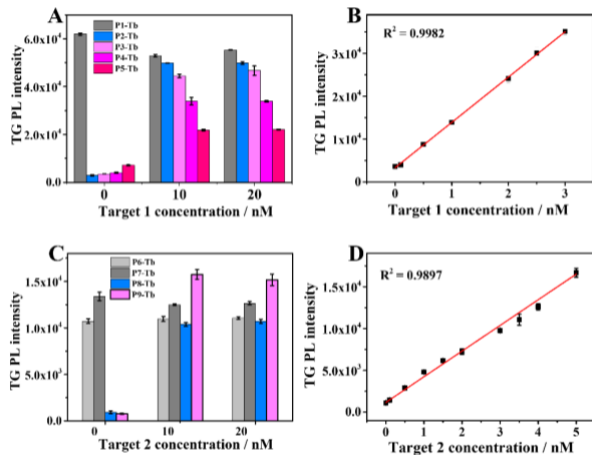 A
P1-Tb
P2-Tb
P3-Tb
P4-Tb
P5-Tb
TG PL intensity
6.0x10⁴
4.0x10⁴
2.0x10⁴
0.0
0 10 20
Target 1 concentration / nM
B
R² = 0.9982
TG PL intensity
3x10⁴
2x10⁴
1x10⁴
0
0 1 2 3
Target 1 concentration / nM
C
P6-Tb
P7-Tb
P8-Tb
P9-Tb
TG PL intensity
1.5x10⁴
1.0x10⁴
5.0x10³
0.0
0 10 20
Target 2 concentration / nM
D
R² = 0.9897
TG PL intensity
1.5x10⁴
1.0x10⁴
5.0x10³
0.0
0 1 2 3 4 5
Target 2 concentration / nM